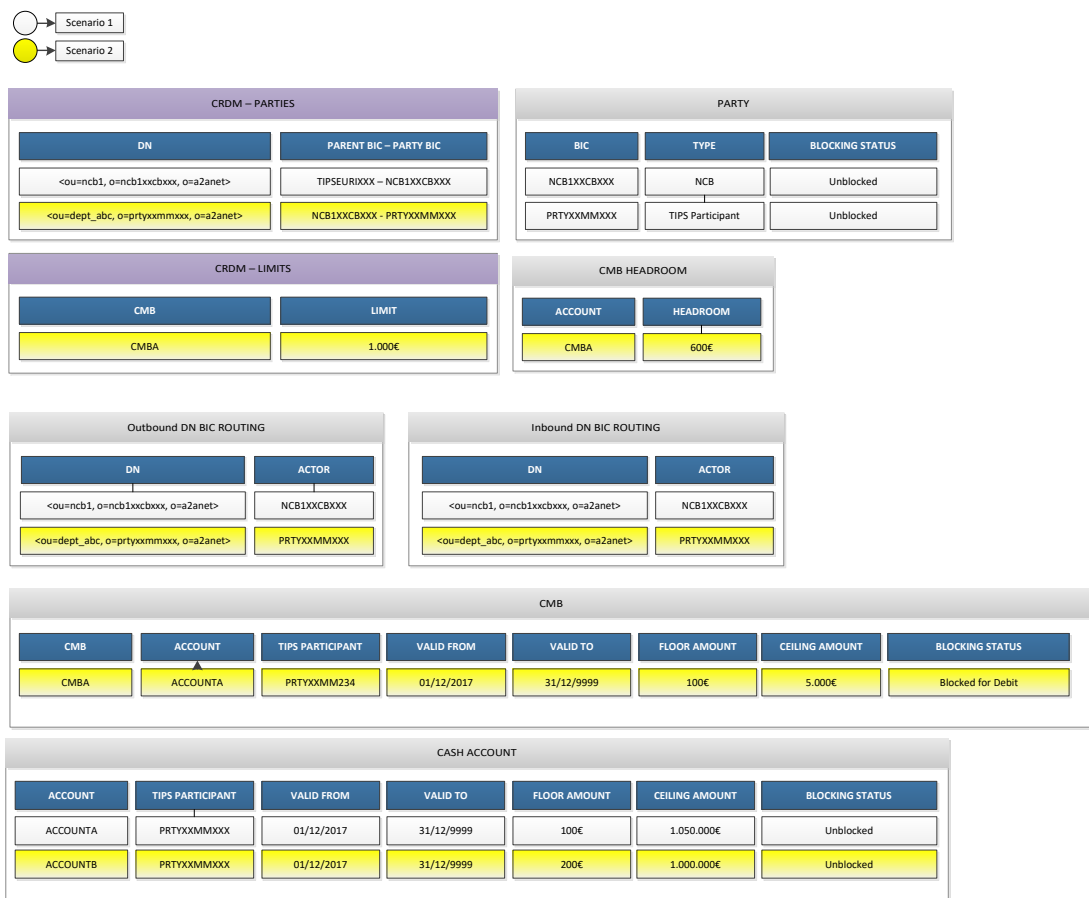 Scenario 1
Scenario 2
CRDM – PARTIES
DN PARENT BIC – PARTY BIC
<ou=ncb1, o=ncb1xxcbxxx, o=a2anet> TIPSEURIXXX – NCB1XXCBXXX
<ou=dept_abc, o=prtyxxmmxxx, o=a2anet> NCB1XXCBXXX - PRTYXXMMXXX
PARTY
BIC TYPE BLOCKING STATUS
NCB1XXCBXXX NCB Unblocked
PRTYXXMMXXX TIPS Participant Unblocked
CRDM – LIMITS
CMB LIMIT
CMBA 1.000€
CMB HEADROOM
ACCOUNT HEADROOM
CMBA 600€
Outbound DN BIC ROUTING
DN ACTOR
<ou=ncb1, o=ncb1xxcbxxx, o=a2anet> NCB1XXCBXXX
<ou=dept_abc, o=prtyxxmmxxx, o=a2anet> PRTYXXMMXXX
Inbound DN BIC ROUTING
DN ACTOR
<ou=ncb1, o=ncb1xxcbxxx, o=a2anet> NCB1XXCBXXX
<ou=dept_abc, o=prtyxxmmxxx, o=a2anet> PRTYXXMMXXX
CMB
CMB ACCOUNT TIPS PARTICIPANT VALID FROM VALID TO FLOOR AMOUNT CEILING AMOUNT BLOCKING STATUS
CMBA ACCOUNTA PRTYXXMM234 01/12/2017 31/12/9999 100€ 5.000€ Blocked for Debit
CASH ACCOUNT
ACCOUNT TIPS PARTICIPANT VALID FROM VALID TO FLOOR AMOUNT CEILING AMOUNT BLOCKING STATUS
ACCOUNTA PRTYXXMMXXX 01/12/2017 31/12/9999 100€ 1.050.000€ Unblocked
ACCOUNTB PRTYXXMMXXX 01/12/2017 31/12/9999 200€ 1.000.000€ Unblocked